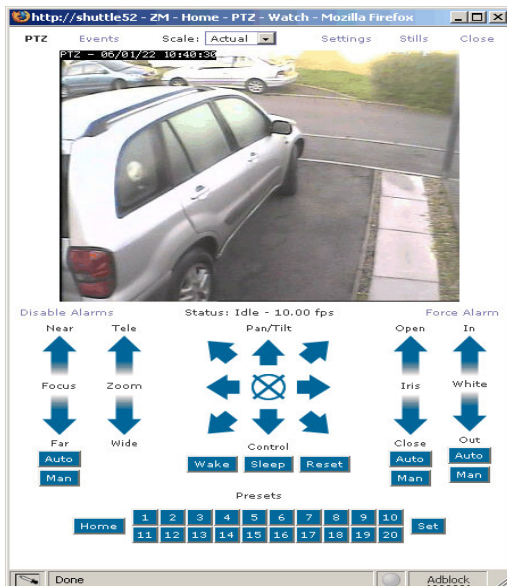 http://shuttle52 - ZM - Home - PTZ - Watch - Mozilla Firefox
PTZ Events Scale: Actual Settings Stills Close
PTZ - 06/01/22 10:40:30
Disable Alarms Status: Idle - 10.00 fps Force Alarm
Near Tele Pan/Tilt Open In
Focus Zoom Iris White
Far Wide Control Close Out
Auto Wake Sleep Reset Auto Auto
Man Man Man
Presets
Home 1 2 3 4 5 6 7 8 9 10 Set
11 12 13 14 15 16 17 18 19 20
Done Adblock